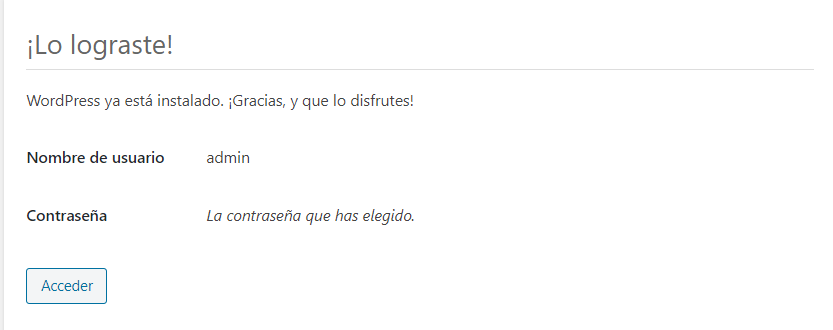 ¡Lo lograste!
WordPress ya está instalado. ¡Gracias, y que lo disfrutes!
Nombre de usuario admin
Contraseña La contraseña que has elegido.
Acceder